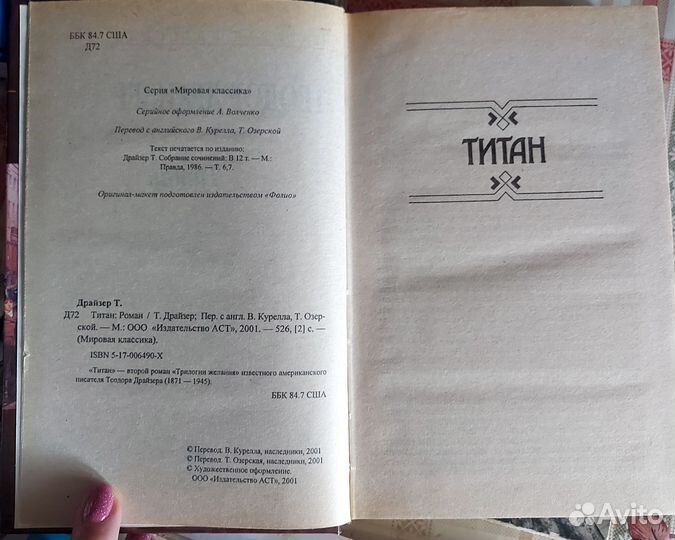 ББК 84.7 США
Д72
Серия «Мировая классика»
Серийное оформление А. Волченко
Перевод с английского В. Курелла, Т. Озерской
Текст печатается по изданию:
Драйзер Т. Собрание сочинений: В 12 т. — М.:
Правда, 1986. — Т. 6,7.
Оригинал-макет подготовлен издательством «Фолио»
Драйзер Т.
Д72 Титан: Роман / Т. Драйзер; Пер. с англ. В. Курелла, Т. Озер-
ской. — М.: ООО «Издательство АСТ», 2001. — 526, [2] с. —
(Мировая классика).
ISBN 5-17-006490-X
«Титан» — второй роман «Трилогии желания» известного американского
писателя Теодора Драйзера (1871 — 1945).
ББК 84.7 США
© Перевод. В. Курелла, наследники, 2001
© Перевод. Т. Озерская, наследники, 2001
© Художественное оформление.
ООО «Издательство АСТ», 2001
ТИТАН
Avito